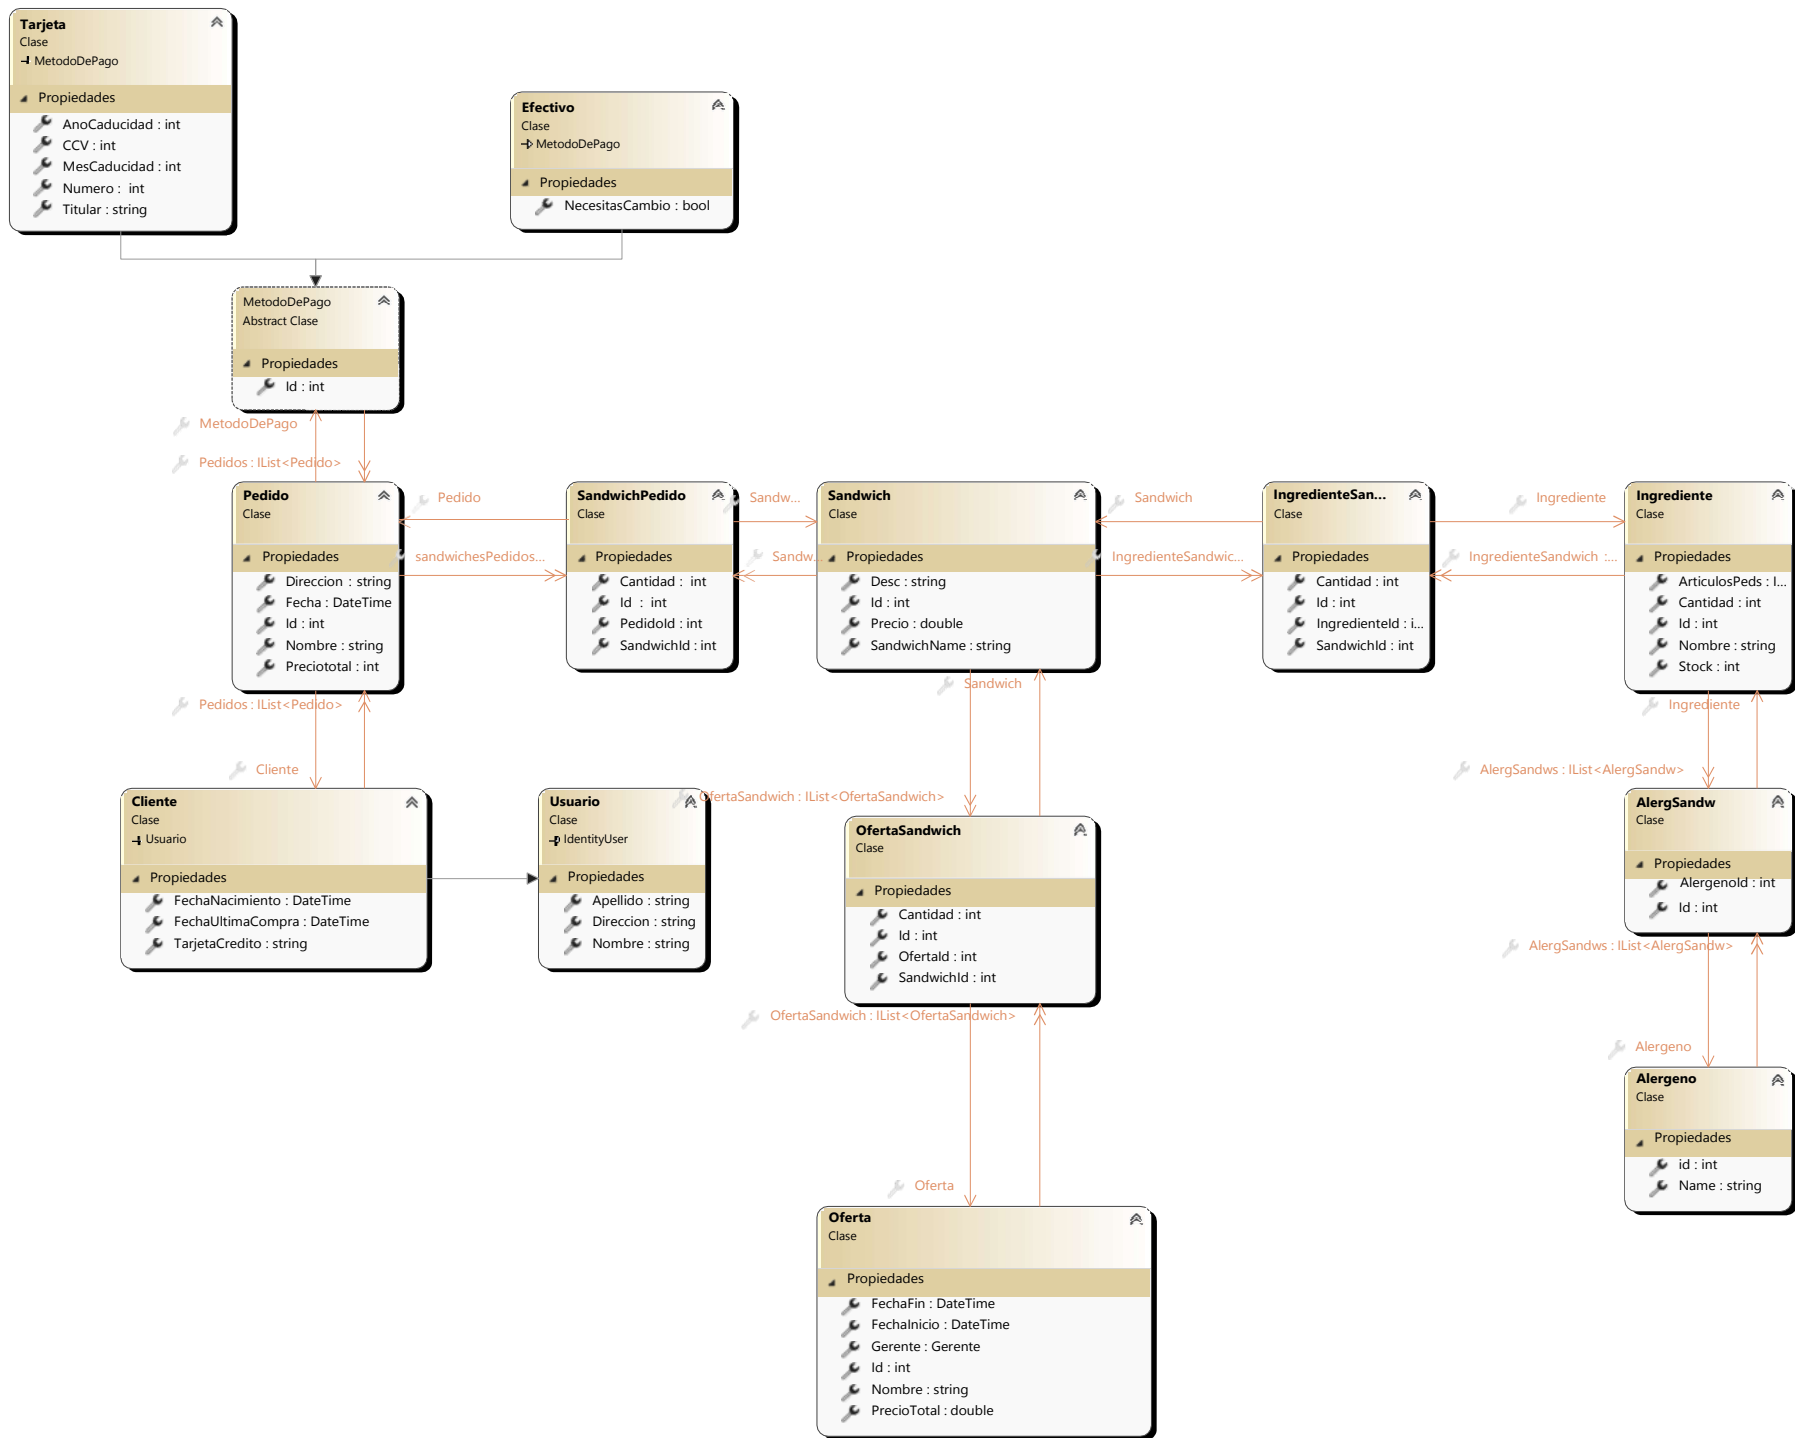 Tarjeta
Clase
MetodoDePago
Propiedades
AnoCaducidad : int
CCV : int
MesCaducidad : int
Numero :  int
Titular : string
Efectivo
Clase
MetodoDePago
Propiedades
NecesitasCambio : bool
MetodoDePago
Abstract Clase
Propiedades
Id : int
MetodoDePago
Pedidos : IList<Pedido>
Pedido
Clase
Propiedades
Direccion : string
Fecha : DateTime
Id : int
Nombre : string
Preciototal : int
Pedido
sandwichesPedidos...
SandwichPedido
Clase
Propiedades
Cantidad :  int
Id  :  int
PedidoId : int
SandwichId : int
Sandw...
Sandw...
Sandwich
Clase
Propiedades
Desc : string
Id : int
Precio : double
SandwichName : string
Sandwich
IngredienteSandwic...
IngredienteSan...
Clase
Propiedades
Cantidad : int
Id : int
IngredienteId : i...
SandwichId : int
Ingrediente
IngredienteSandwich :...
Ingrediente
Clase
Propiedades
ArticulosPeds : I...
Cantidad : int
Id : int
Nombre : string
Stock : int
Pedidos : IList<Pedido>
Cliente
Cliente
Clase
Usuario
Propiedades
FechaNacimiento : DateTime
FechaUltimaCompra : DateTime
TarjetaCredito : string
Usuario
Clase
IdentityUser
Propiedades
Apellido : string
Direccion : string
Nombre : string
Sandwich
OfertaSandwich : IList<OfertaSandwich>
OfertaSandwich
Clase
Propiedades
Cantidad : int
Id : int
OfertaId : int
SandwichId : int
OfertaSandwich : IList<OfertaSandwich>
Oferta
Oferta
Clase
Propiedades
FechaFin : DateTime
FechaInicio : DateTime
Gerente : Gerente
Id : int
Nombre : string
PrecioTotal : double
Ingrediente
AlergSandws : IList<AlergSandw>
AlergSandw
Clase
Propiedades
AlergenoId : int
Id : int
AlergSandws : IList<AlergSandw>
Alergeno
Alergeno
Clase
Propiedades
id : int
Name : string